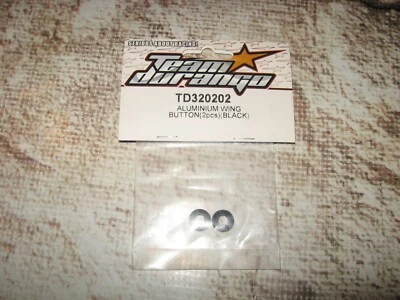 SERIOUS ABOUT RACING!
Team
Durango
TD320202
ALUMINIUM WING
BUTTON(2pcs)(BLACK)